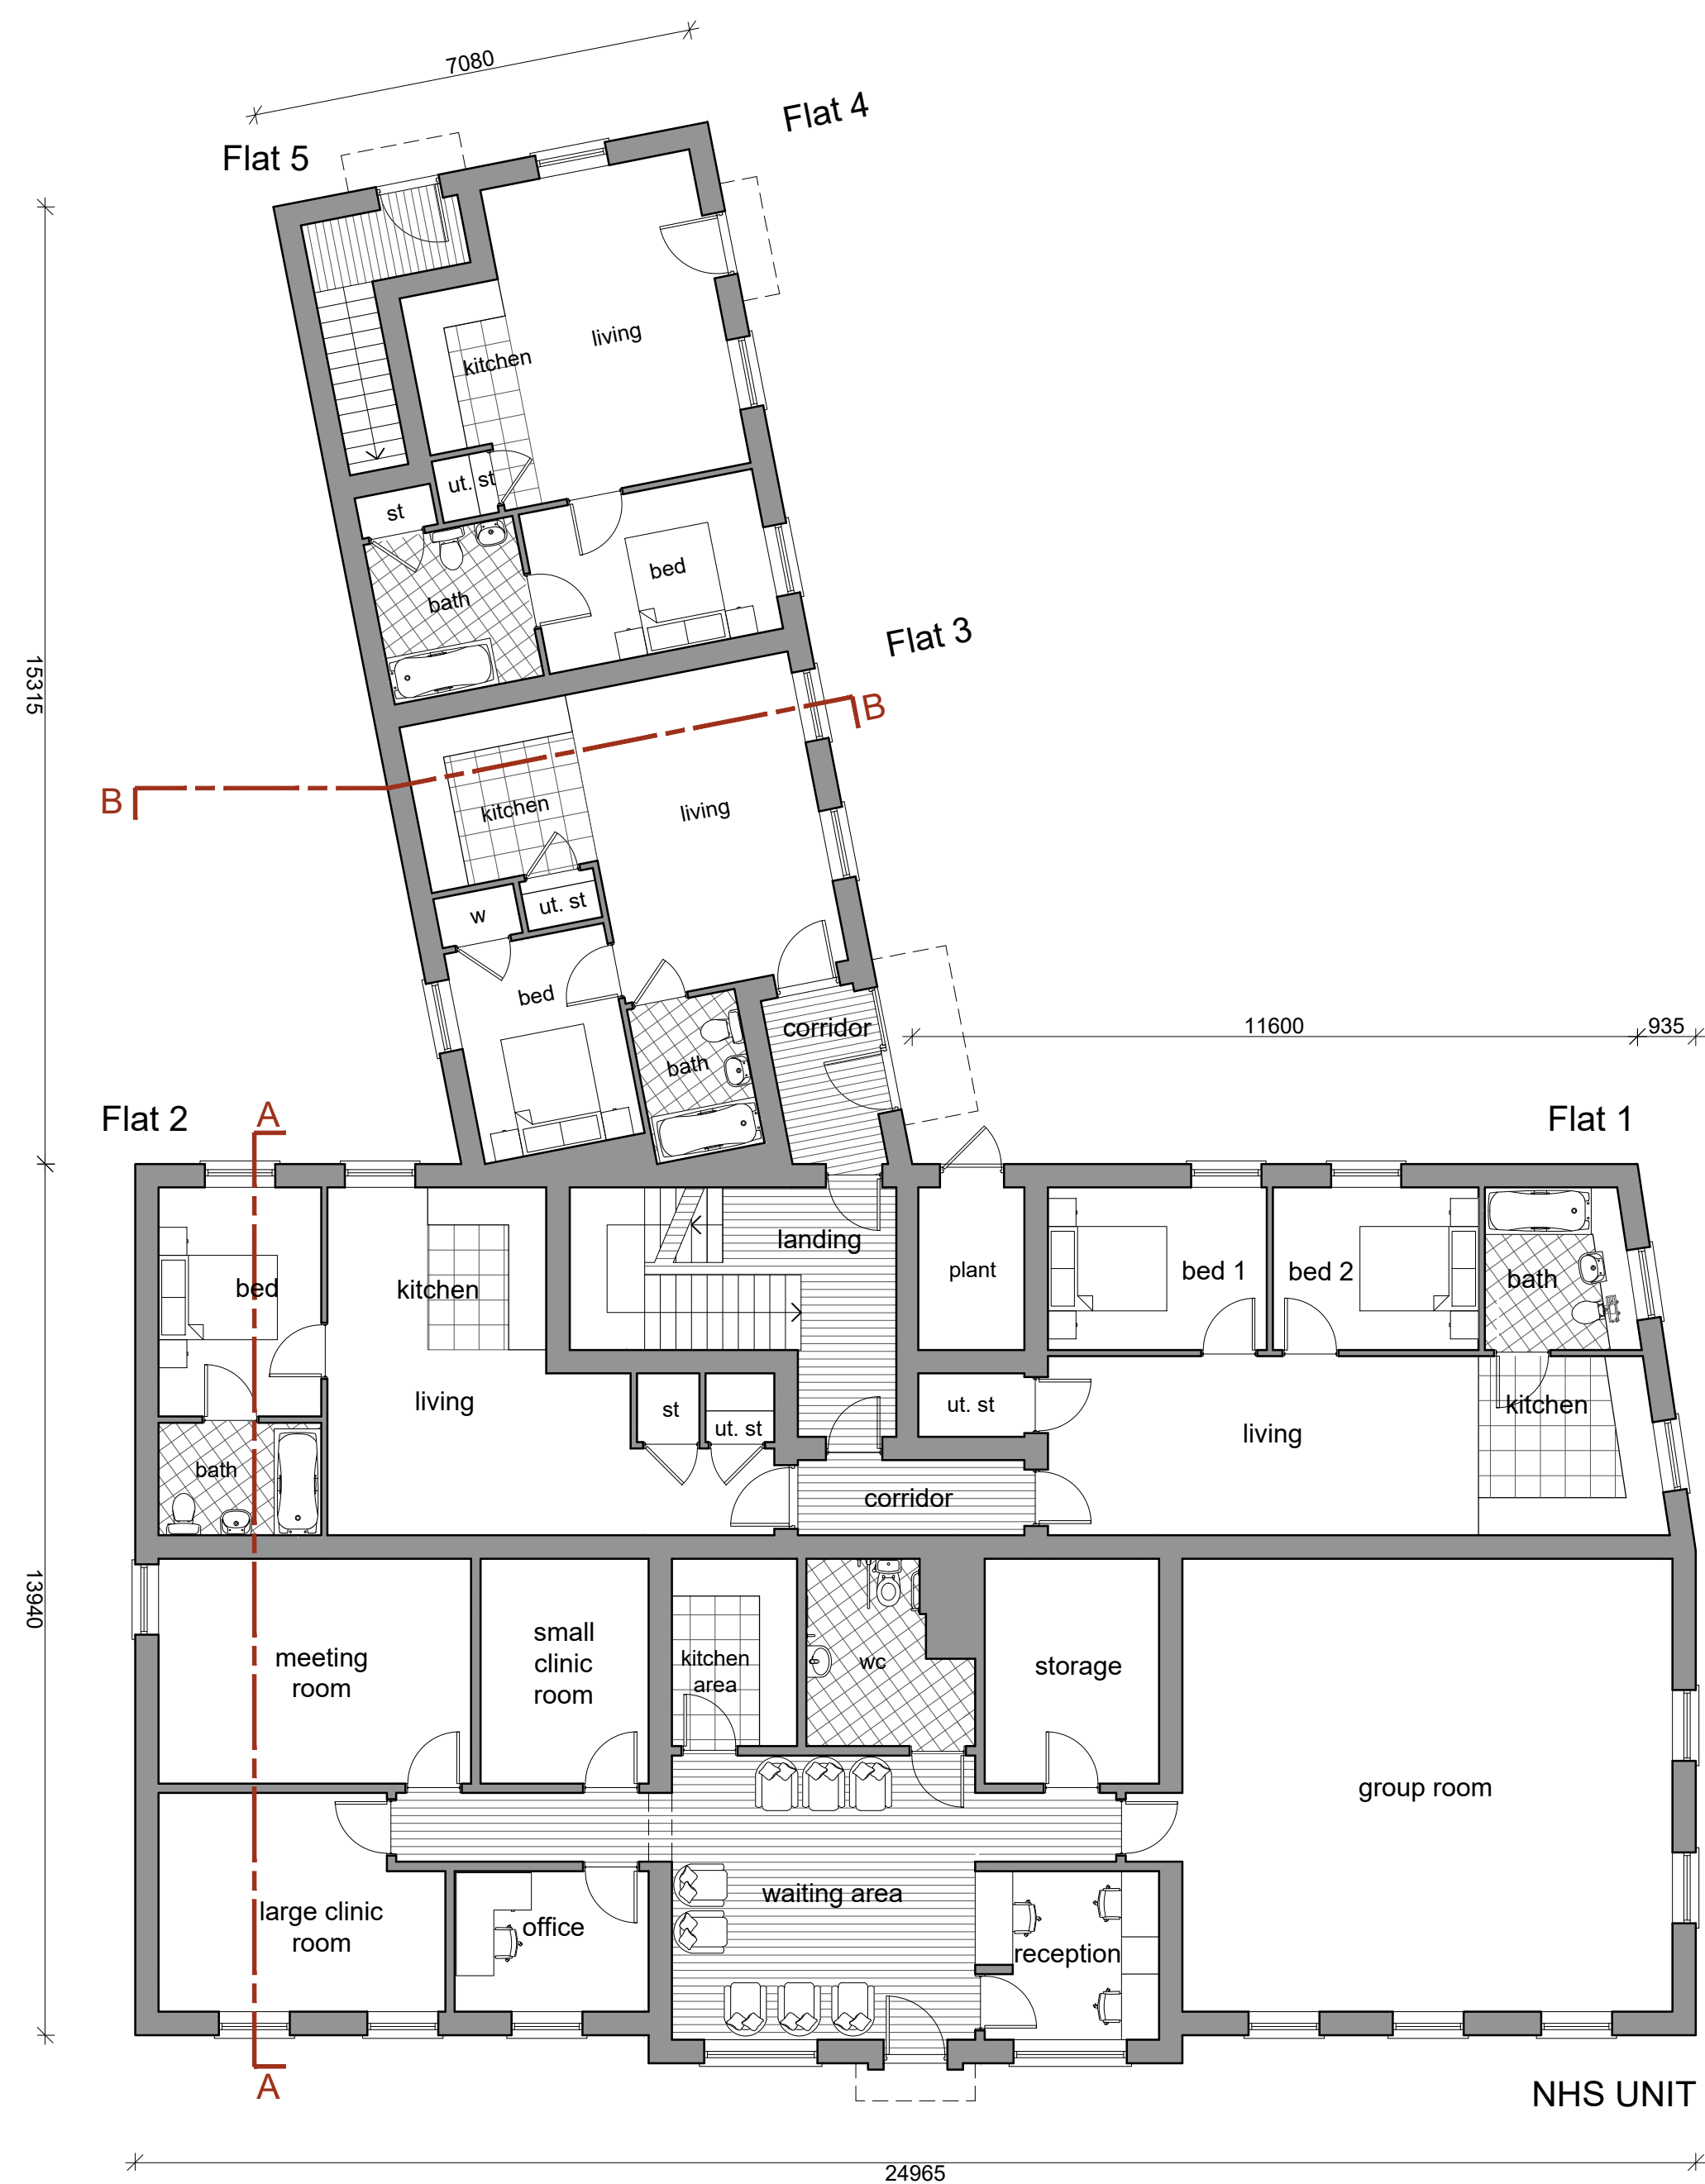 7080
Flat 4
Flat 5
living
kitchen
ut. st
st
bed
bath
Flat 3
B
B
15315
kitchen
living
w
ut. st
bed
corridor
bath
11600
935
Flat 2
A
Flat 1
landing
plant
bed 1
bed 2
bath
bed
kitchen
living
st
ut. st
ut. st
living
kitchen
bath
corridor
13940
meeting
room
small
clinic
room
kitchen
area
wc
storage
group room
large clinic
room
office
waiting area
reception
A
NHS UNIT
24965